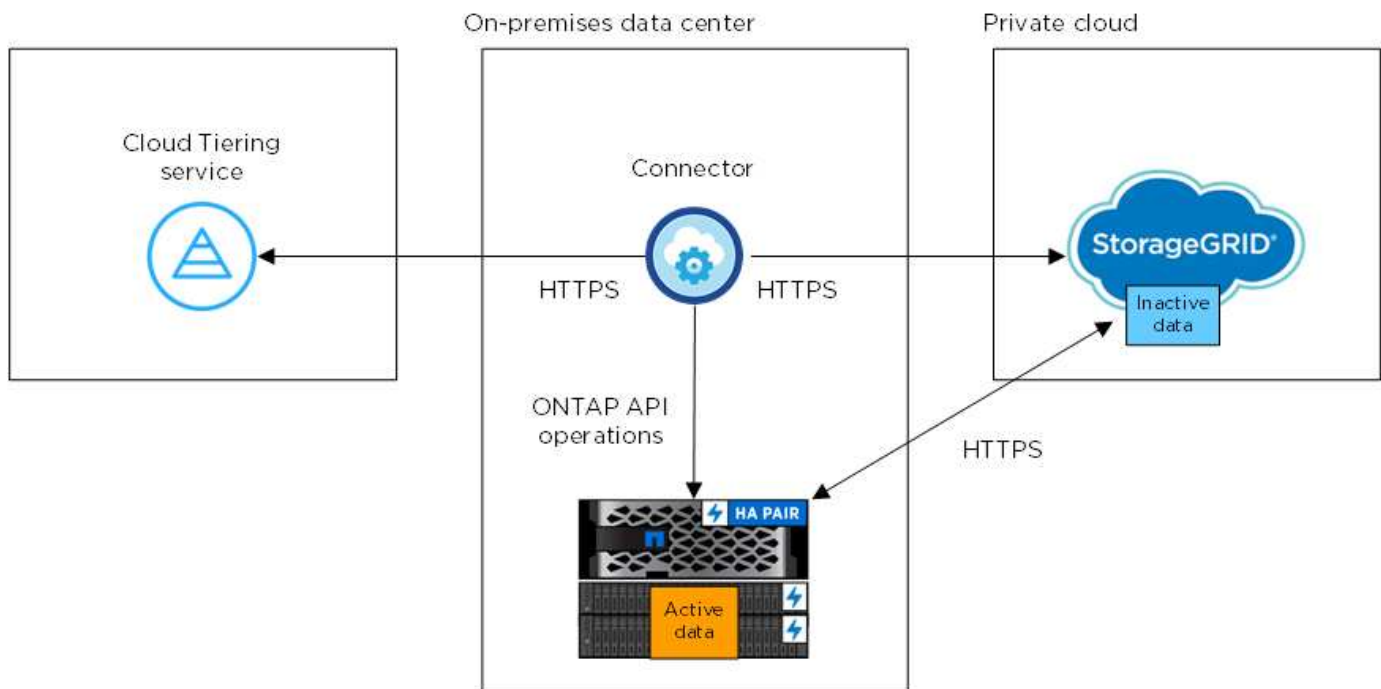 On-premises data center
Private cloud
Cloud Tiering
service
Connector
StorageGRID®
Inactive
data
HTTPS
HTTPS
ONTAP API
operations
HTTPS
HA PAIR
Active
data